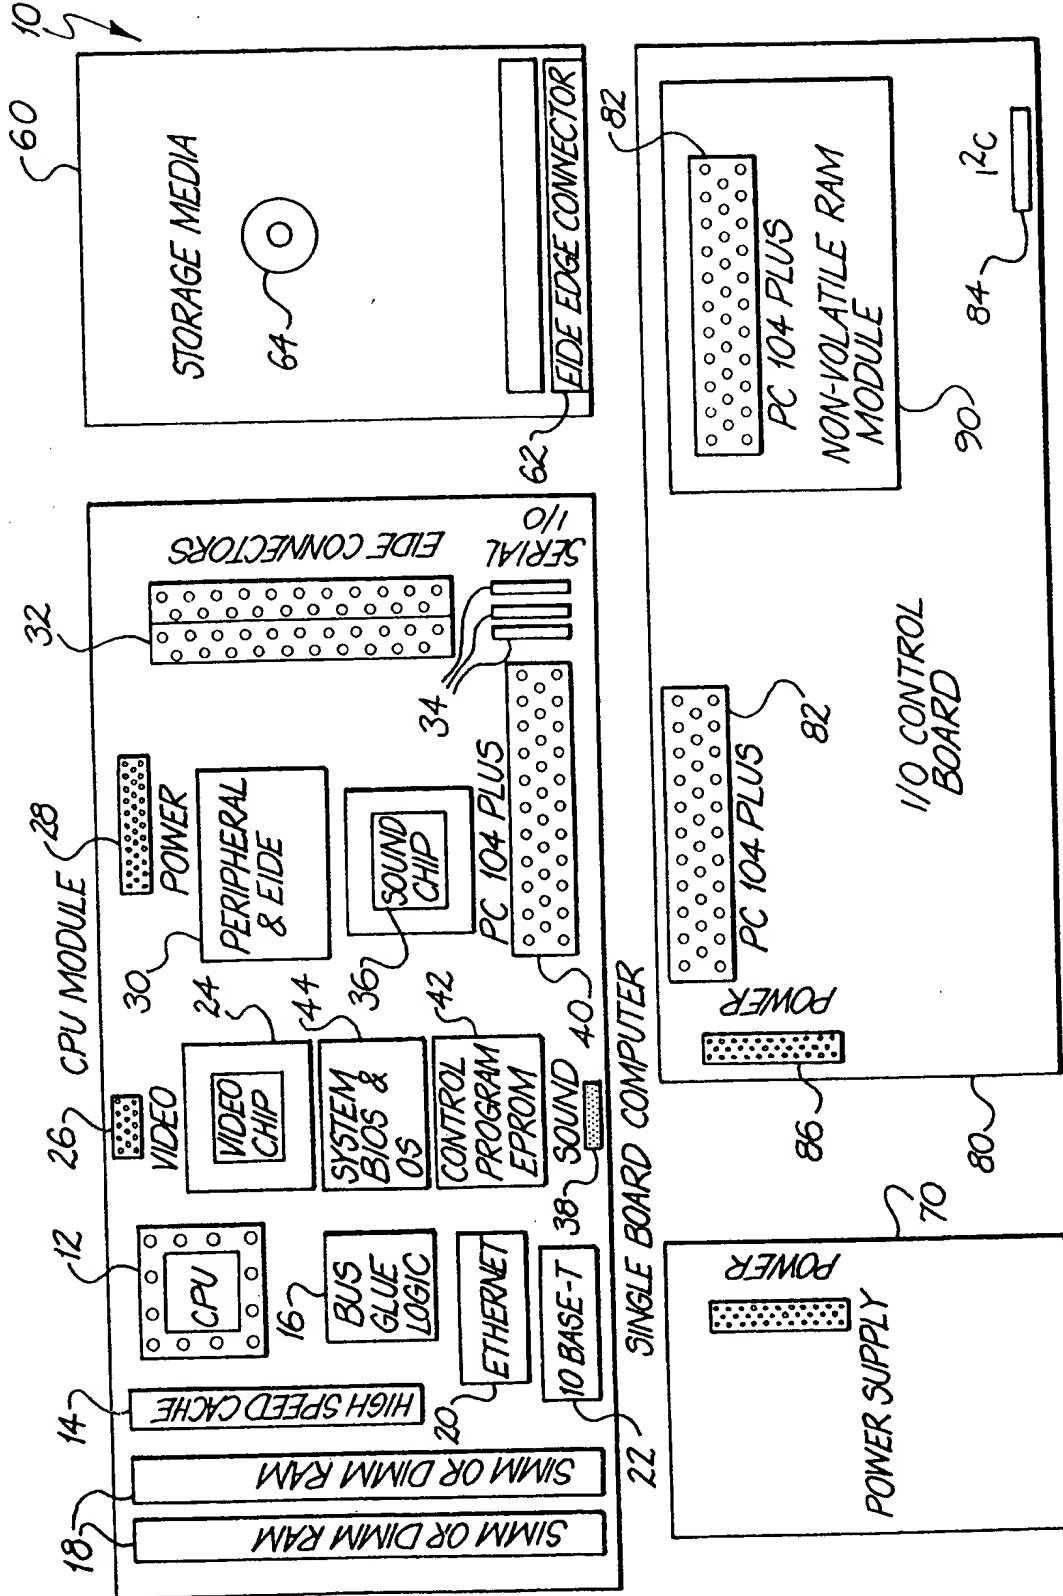 10
CPU MODULE
18
14
12
26
28
32
60
SIMM OR DIMM RAM
SIMM OR DIMM RAM
HIGH SPEED CACHE
CPU
16
BUS
GLUE
LOGIC
20
ETHERNET
10 BASE-T
22
VIDEO
24
VIDEO
CHIP
44
SYSTEM
BIOS &
OS
42
CONTROL
PROGRAM
EPROM
38
SOUND
40
POWER
30
PERIPHERAL
& EIDE
36
SOUND
CHIP
PC 104 PLUS
34
EIDE CONNECTORS
SERIAL
I/O
SINGLE BOARD COMPUTER
STORAGE MEDIA
64
62
EIDE EDGE CONNECTOR
70
POWER
POWER SUPPLY
80
86
POWER
PC 104 PLUS
82
I/O CONTROL
BOARD
82
PC 104 PLUS
NON-VOLATILE RAM
MODULE
90
84
I2C